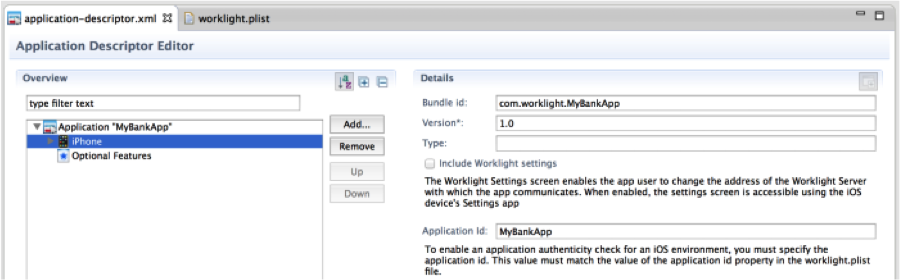 application-descriptor.xml
worklight.plist
Application Descriptor Editor
Overview
type filter text
Application "MyBankApp"
iPhone
Optional Features
Add...
Remove
Up
Down
Details
Bundle id: com.worklight.MyBankApp
Version*: 1.0
Type:
Include Worklight settings
The Worklight Settings screen enables the app user to change the address of the Worklight Server
with which the app communicates. When enabled, the settings screen is accessible using the iOS
device's Settings app
Application Id: MyBankApp
To enable an application authenticity check for an iOS environment, you must specify the
application id. This value must match the value of the application id property in the worklight.plist
file.